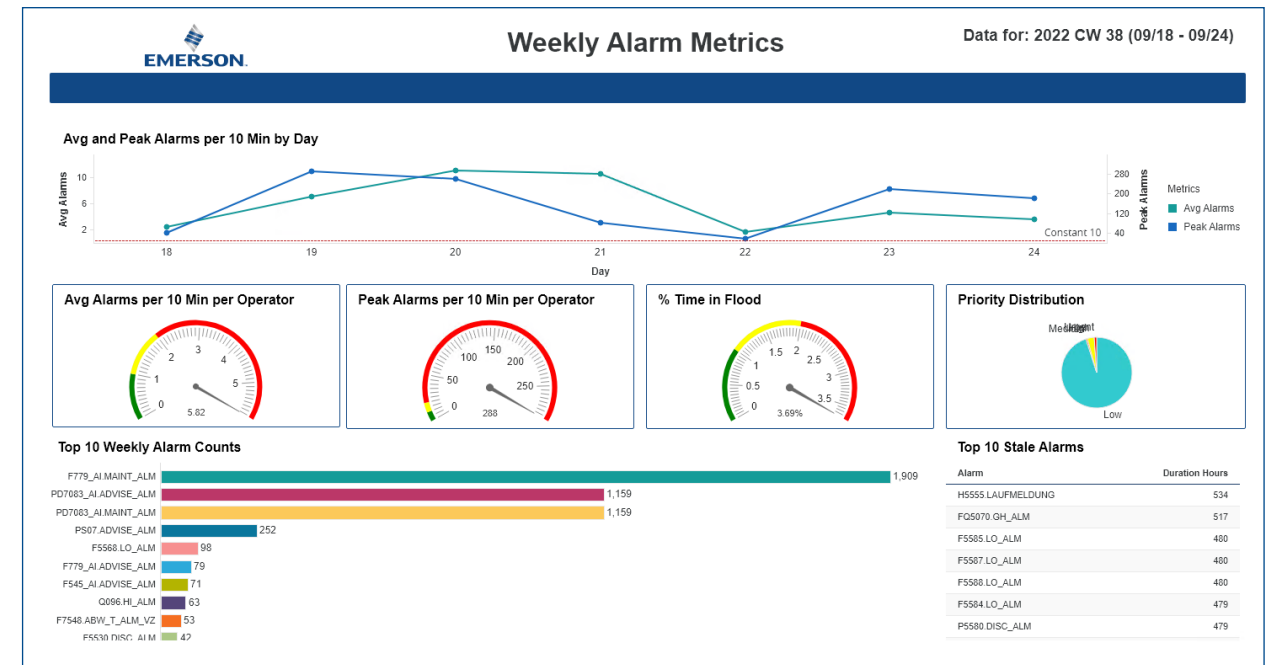 EMERSON.
Weekly Alarm Metrics
Data for: 2022 CW 38 (09/18 - 09/24)
Avg and Peak Alarms per 10 Min by Day
Avg Alarms
10
6
2
280
200
120
40
Peak Alarms
Constant 10
18 19 20 21 22 23 24
Day
Metrics
Avg Alarms
Peak Alarms
Avg Alarms per 10 Min per Operator
0 1 2 3 4 5
5.82
Peak Alarms per 10 Min per Operator
0 50 100 150 200 250
288
% Time in Flood
0 0.5 1 1.5 2 2.5 3 3.5
3.69%
Priority Distribution
Low
Top 10 Weekly Alarm Counts
F779_AI.MAINT_ALM 1,909
PD7083_AI.ADVISE_ALM 1,159
PD7083_AI.MAINT_ALM 1,159
PS07.ADVISE_ALM 252
F5568.LO_ALM 98
F779_AI.ADVISE_ALM 79
F545_AI.ADVISE_ALM 71
Q096.HI_ALM 63
F7548.ABW_T_ALM_VZ 53
F5530.DISC_ALM 42
Top 10 Stale Alarms
Alarm Duration Hours
H5555.LAUFMELDUNG 534
FQ5070.GH_ALM 517
F5585.LO_ALM 480
F5587.LO_ALM 480
F5588.LO_ALM 480
F5584.LO_ALM 479
P5580.DISC_ALM 479